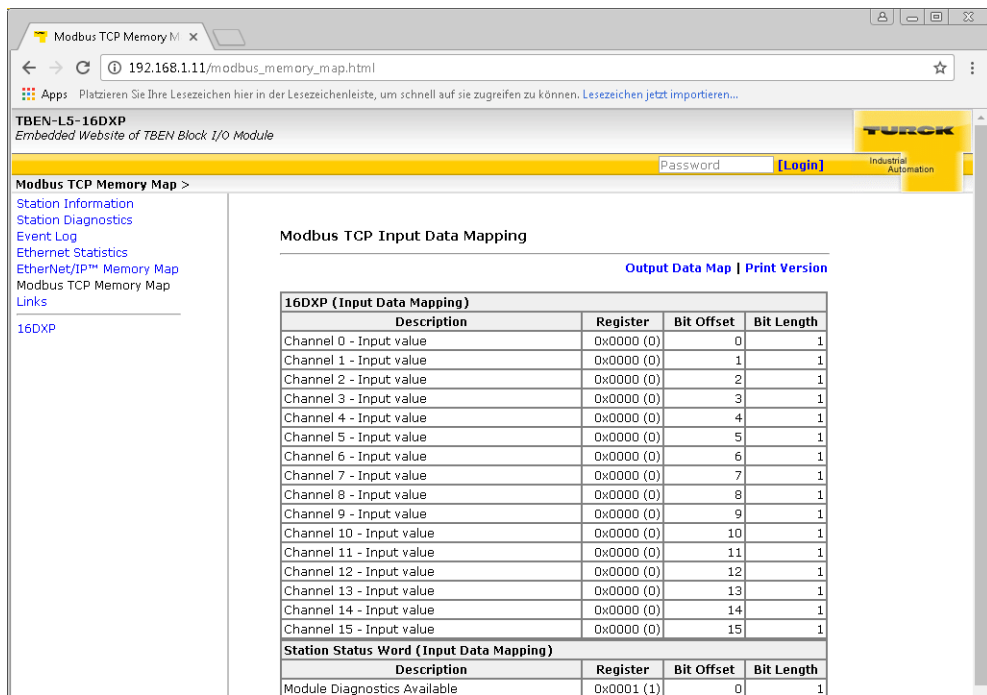 Modbus TCP Memory M
192.168.1.11/modbus_memory_map.html
Apps Platzieren Sie Ihre Lesezeichen hier in der Lesezeichenleiste, um schnell auf sie zugreifen zu können. Lesezeichen jetzt importieren...
TBEN-L5-16DXP
Embedded Website of TBEN Block I/O Module
TURCK
Industrial
Automation
Password [Login]
Modbus TCP Memory Map >
Station Information
Station Diagnostics
Event Log
Ethernet Statistics
EtherNet/IP™ Memory Map
Modbus TCP Memory Map
Links
16DXP
Modbus TCP Input Data Mapping
Output Data Map | Print Version
16DXP (Input Data Mapping)
Description Register Bit Offset Bit Length
Channel 0 - Input value 0x0000 (0) 0 1
Channel 1 - Input value 0x0000 (0) 1 1
Channel 2 - Input value 0x0000 (0) 2 1
Channel 3 - Input value 0x0000 (0) 3 1
Channel 4 - Input value 0x0000 (0) 4 1
Channel 5 - Input value 0x0000 (0) 5 1
Channel 6 - Input value 0x0000 (0) 6 1
Channel 7 - Input value 0x0000 (0) 7 1
Channel 8 - Input value 0x0000 (0) 8 1
Channel 9 - Input value 0x0000 (0) 9 1
Channel 10 - Input value 0x0000 (0) 10 1
Channel 11 - Input value 0x0000 (0) 11 1
Channel 12 - Input value 0x0000 (0) 12 1
Channel 13 - Input value 0x0000 (0) 13 1
Channel 14 - Input value 0x0000 (0) 14 1
Channel 15 - Input value 0x0000 (0) 15 1
Station Status Word (Input Data Mapping)
Description Register Bit Offset Bit Length
Module Diagnostics Available 0x0001 (1) 0 1